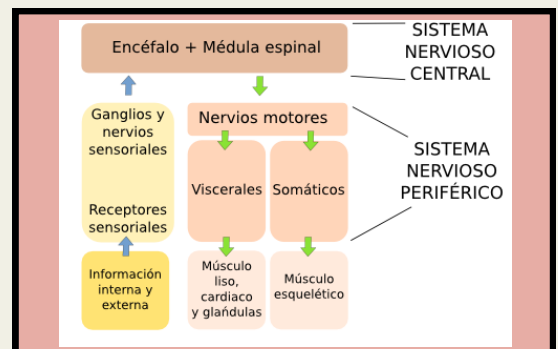 Encéfalo + Médula espinal
SISTEMA
NERVIOSO
CENTRAL
Ganglios y
nervios
sensoriales
Receptores
sensoriales
Información
interna y
externa
Nervios motores
Viscerales
Somáticos
Músculo
liso,
cardiaco
y glańdulas
Músculo
esquelético
SISTEMA
NERVIOSO
PERIFÉRICO